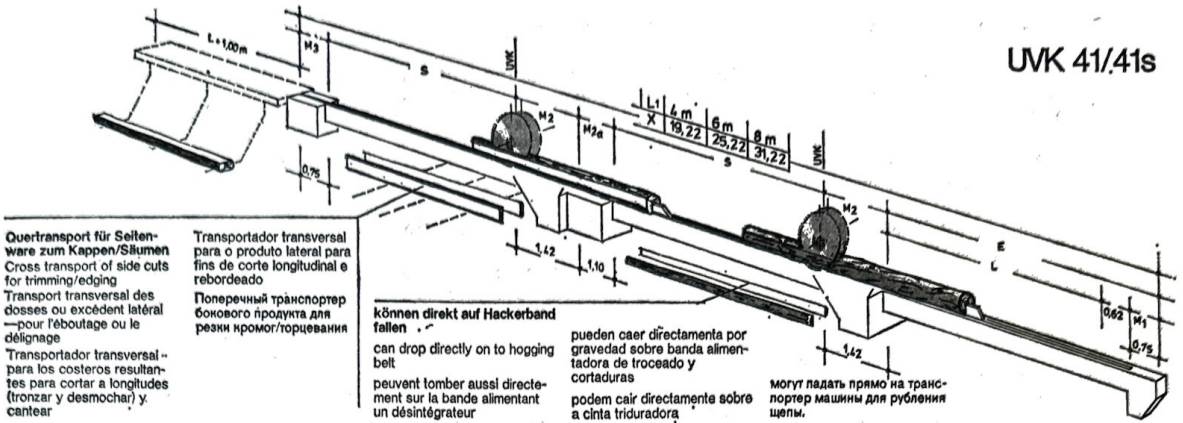 UVK 41/41s
L+1,00m
M3
S
UVK
M2
M2a
L1 4 m 6 m 8 m
X 19,22 25,22 31,22
S
UVK
M2
E
L
0,75
1,42
1,10
1,42
0,62
M1
0,75
Quertransport für Seiten-
ware zum Kappen/Säumen
Cross transport of side cuts
for trimming/edging
Transport transversal des
dosses ou excédent latéral
—pour l'éboutage ou le
délignage
Transportador transversal
para los costeros resultan-
tes para cortar a longitudes
(tronzar y desmochar) y
cantear
Transportador transversal
para o produto lateral para
fins de corte longitudinal e
rebordeado
Поперечный транспортер
бокового продукта для
резки кромог/торцевания
können direkt auf Hackerband
fallen
can drop directly on to hogging
belt
peuvent tomber aussi directe-
ment sur la bande alimentant
un désintégrateur
pueden caer directamenta por
gravedad sobre banda alimen-
tadora de troceado y
cortaduras
podem cair directamente sobre
a cinta triduradora
могут падать прямо на транс-
портер машины для рубления
щепы.